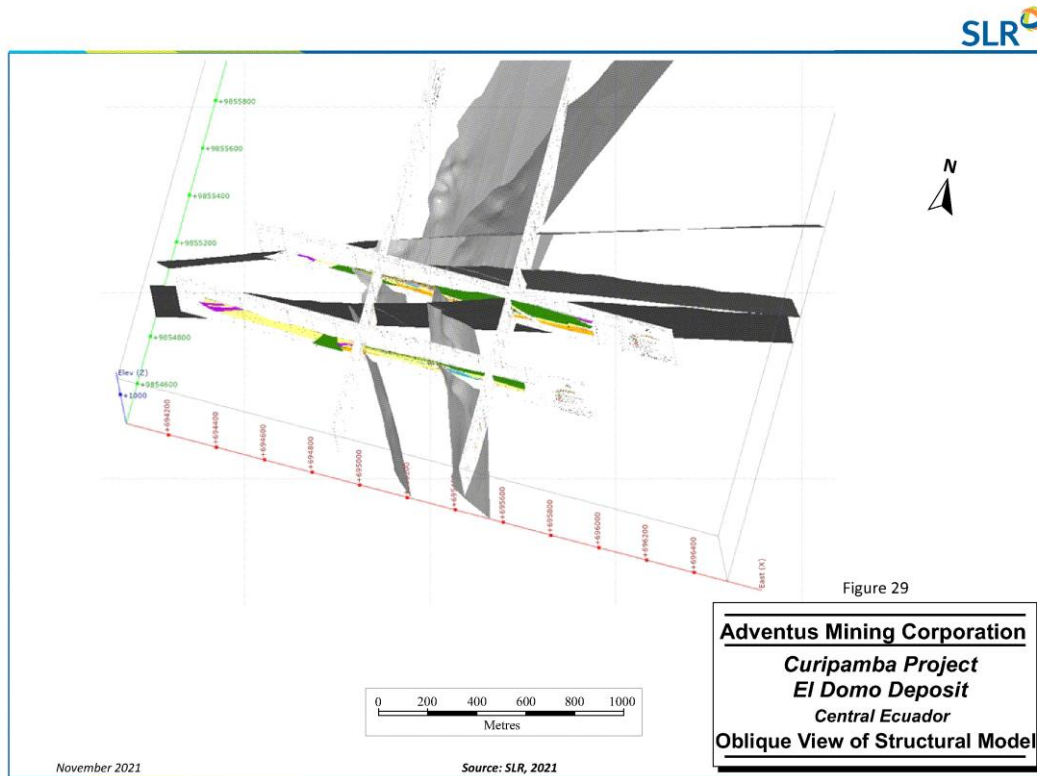 SLR
+9855800
+9855600
+9855400
+9855200
+9854800
Elev (Z)
+9854600
+1000
+694200
+694400
+694600
+694800
+695000
+695600
+695800
+696000
+696200
+696400
East (X)
N
Figure 29
Adventus Mining Corporation
Curipamba Project
El Domo Deposit
Central Ecuador
Oblique View of Structural Model
0 200 400 600 800 1000
Metres
November 2021
Source: SLR, 2021